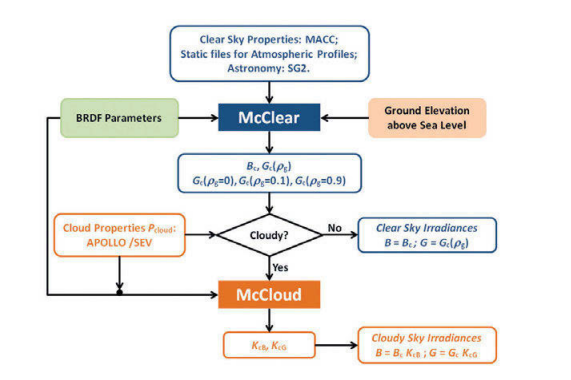 Clear Sky Properties: MACC;
Static files for Atmospheric Profiles;
Astronomy: SG2.
BRDF Parameters
McClear
Ground Elevation
above Sea Level
Bc, Gc(ρg)
Gc(ρg=0), Gc(ρg=0.1), Gc(ρg=0.9)
Cloud Properties Pcloud:
APOLLO /SEV
Cloudy?
No
Clear Sky Irradiances
B = Bc ; G = Gc(ρg)
Yes
McCloud
KcB, KcG
Cloudy Sky Irradiances
B = Bc KcB ; G = Gc KcG